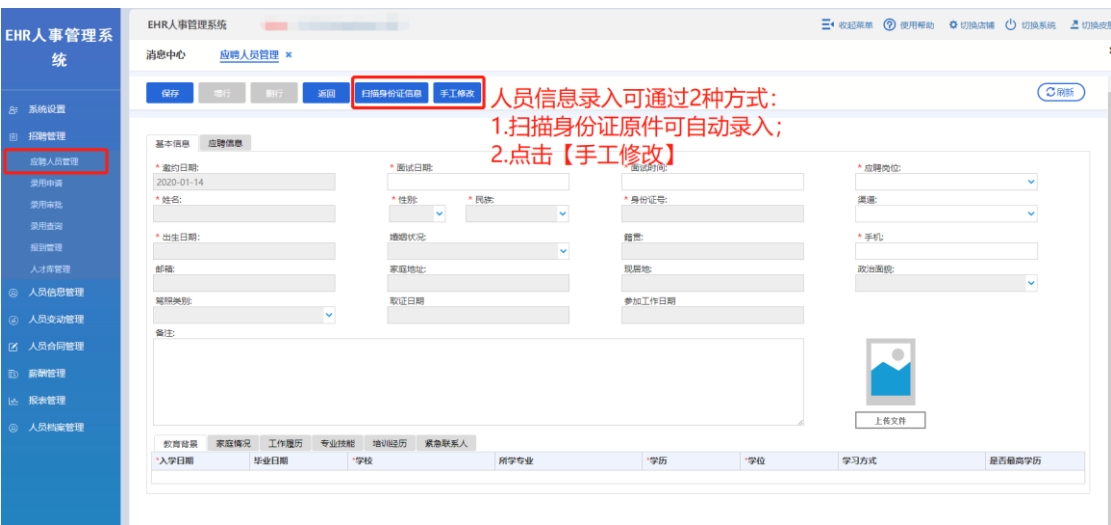 EHR人事管理系统
EHR人事管理系统
收起菜单 使用帮助 切换店铺 切换系统 切换皮肤
消息中心 应聘人员管理 ×
保存 增行 删行 返回 扫描身份证信息 手工修改
刷新
人员信息录入可通过2种方式：
1.扫描身份证原件可自动录入；
2.点击【手工修改】
系统设置
招聘管理
应聘人员管理
录用申请
录用审批
录用查询
报到管理
人才库管理
人员信息管理
人员变动管理
人员合同管理
薪酬管理
报表管理
人员档案管理
基本信息 应聘信息
* 邀约日期: * 面试日期: * 面试时间: * 应聘岗位:
2020-01-14
* 姓名: * 性别: * 民族: * 身份证号: 渠道:
* 出生日期: 婚姻状况: 籍贯: * 手机:
邮箱: 家庭地址: 现居地: 政治面貌:
驾照类别: 取证日期 参加工作日期
备注:
上传文件
教育背景 家庭情况 工作履历 专业技能 培训经历 紧急联系人
*入学日期 毕业日期 *学校 所学专业 *学历 *学位 学习方式 是否最高学历